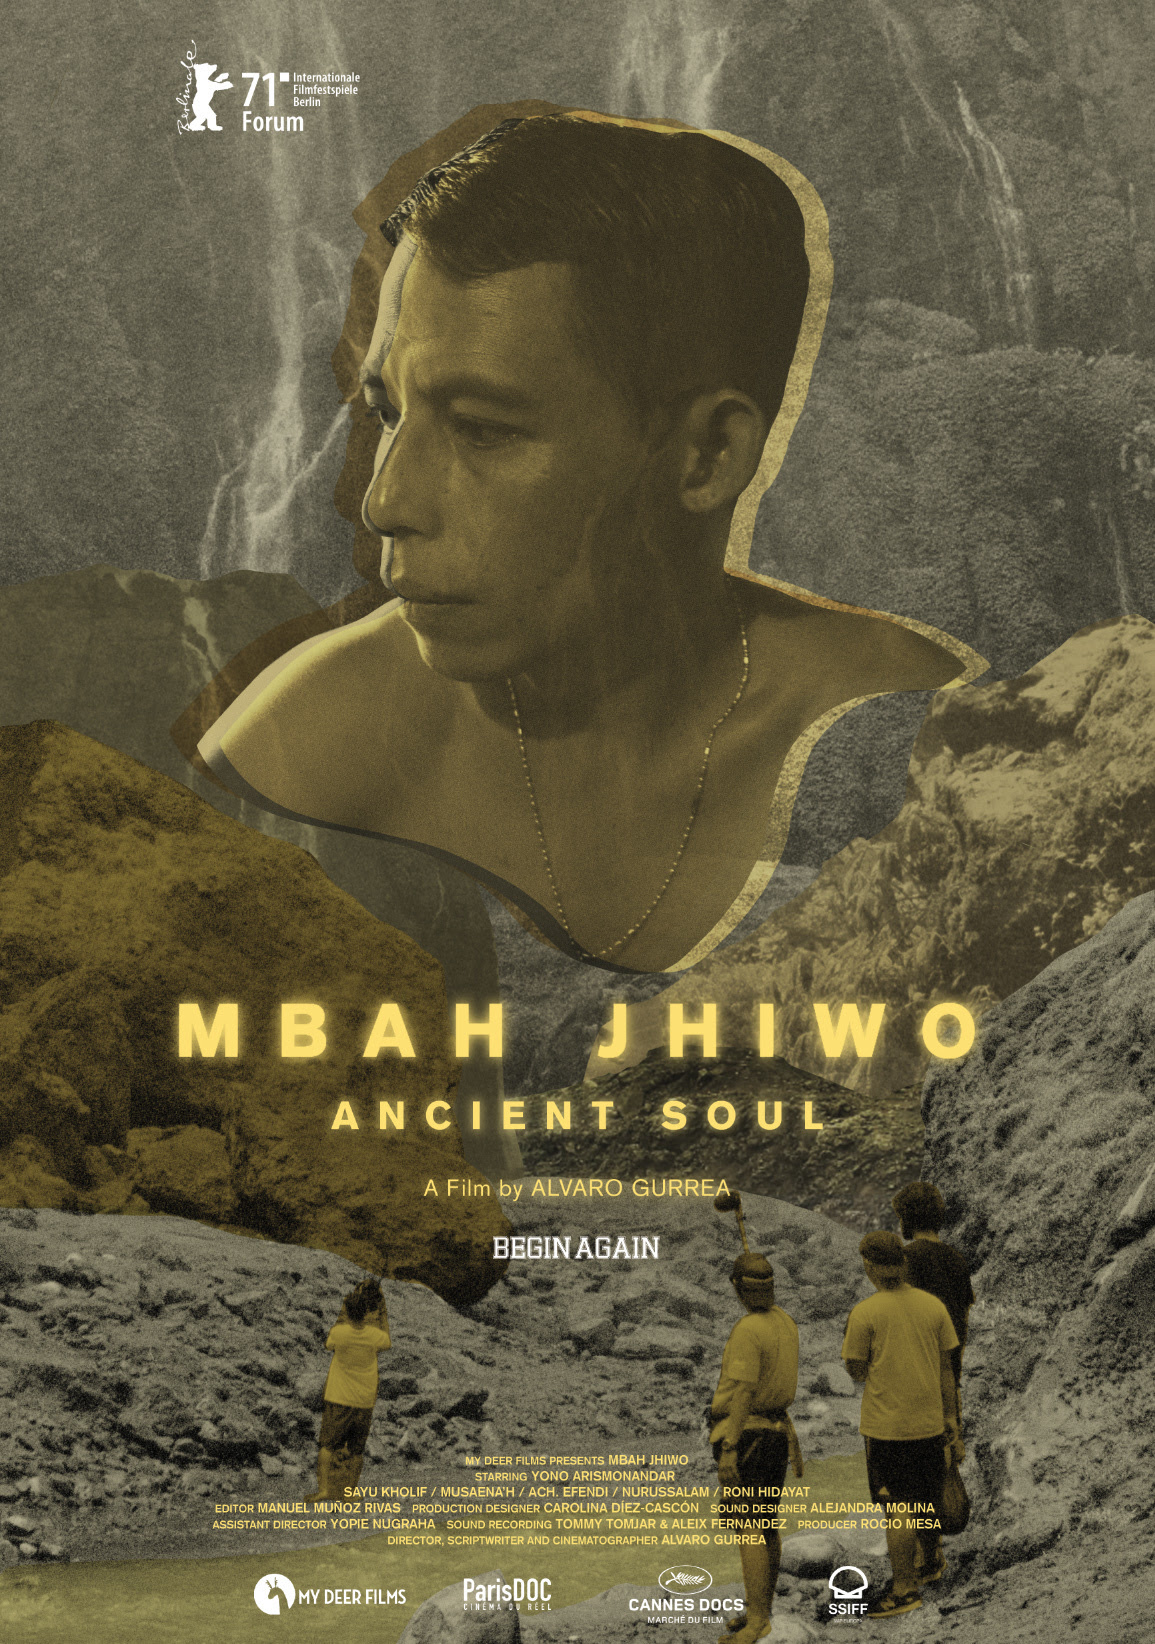 Berlinale
71 Internationale
Filmfestspiele
Berlin
Forum
MBAH JHIWO
ANCIENT SOUL
A Film by ALVARO GURREA
BEGIN AGAIN
MY DEER FILMS PRESENTS MBAH JHIWO
STARRING YONO ARISMONANDAR
SAYU KHOLIF / MUSAENA'H / ACH. EFENDI / NURUSSALAM / RONI HIDAYAT
EDITOR MANUEL MUÑOZ RIVAS PRODUCTION DESIGNER CAROLINA DÍEZ-CASCÓN SOUND DESIGNER ALEJANDRA MOLINA
ASSISTANT DIRECTOR YOPIE NUGRAHA SOUND RECORDING TOMMY TOMJAR & ALEIX FERNANDEZ PRODUCER ROCIO MESA
DIRECTOR, SCRIPTWRITER AND CINEMATOGRAPHER ALVARO GURREA
MY DEER FILMS
ParisDOC
CINÉMA DU RÉEL
CANNES DOCS
MARCHÉ DU FILM
SSIFF